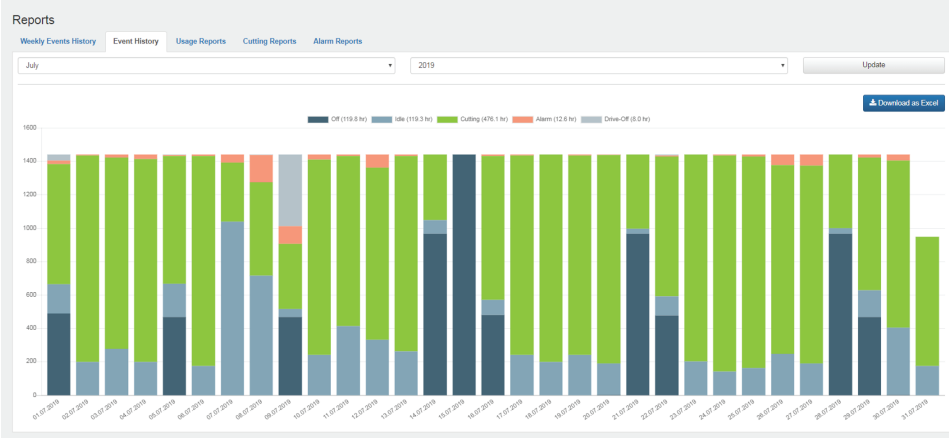 Reports
Weekly Events History Event History Usage Reports Cutting Reports Alarm Reports
July 2019 Update
Download as Excel
Off (119.8 hr) Idle (119.3 hr) Cutting (476.1 hr) Alarm (12.6 hr) Drive-Off (8.0 hr)
1600
1400
1200
1000
800
600
400
200
0
01.07.2019 02.07.2019 03.07.2019 04.07.2019 05.07.2019 06.07.2019 07.07.2019 08.07.2019 09.07.2019 10.07.2019 11.07.2019 12.07.2019 13.07.2019 14.07.2019 15.07.2019 16.07.2019 17.07.2019 18.07.2019 19.07.2019 20.07.2019 21.07.2019 22.07.2019 23.07.2019 24.07.2019 25.07.2019 26.07.2019 27.07.2019 28.07.2019 29.07.2019 30.07.2019 31.07.2019